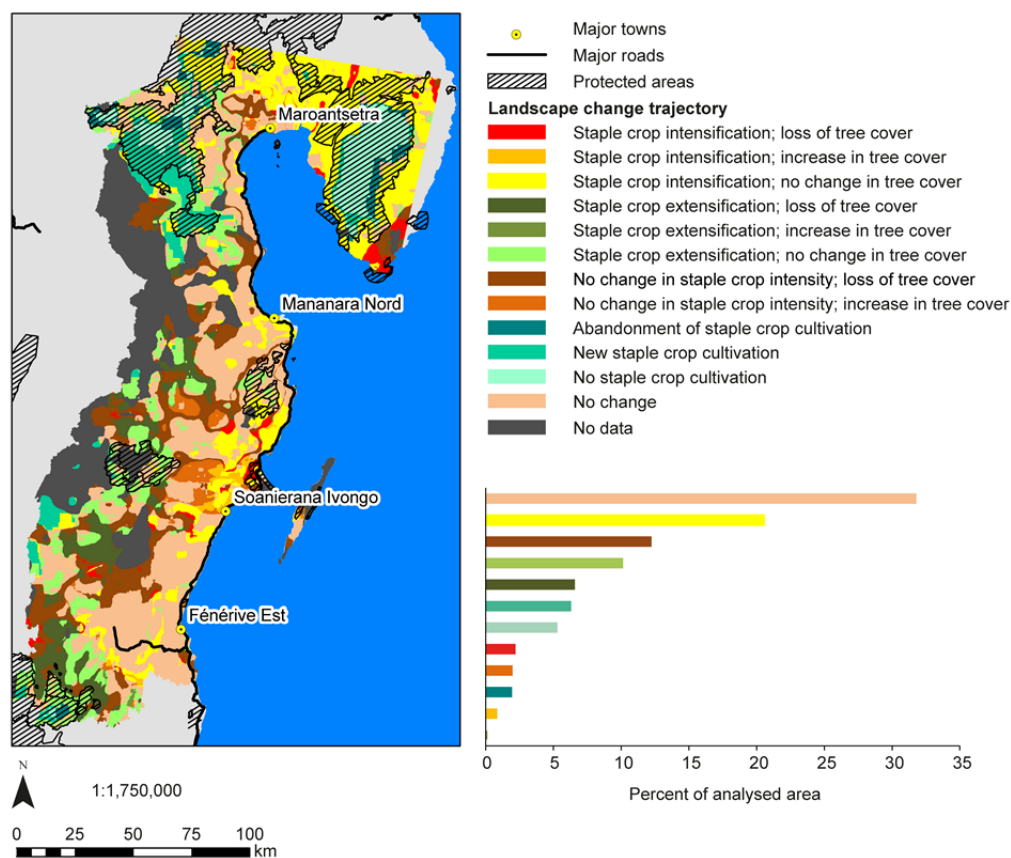 Maroantsetra
Mananara Nord
Soanierana Ivongo
Fénérive Est
N
1:1,750,000
0 25 50 75 100
km
Major towns
Major roads
Protected areas
Landscape change trajectory
Staple crop intensification; loss of tree cover
Staple crop intensification; increase in tree cover
Staple crop intensification; no change in tree cover
Staple crop extensification; loss of tree cover
Staple crop extensification; increase in tree cover
Staple crop extensification; no change in tree cover
No change in staple crop intensity; loss of tree cover
No change in staple crop intensity; increase in tree cover
Abandonment of staple crop cultivation
New staple crop cultivation
No staple crop cultivation
No change
No data
0 5 10 15 20 25 30 35
Percent of analysed area